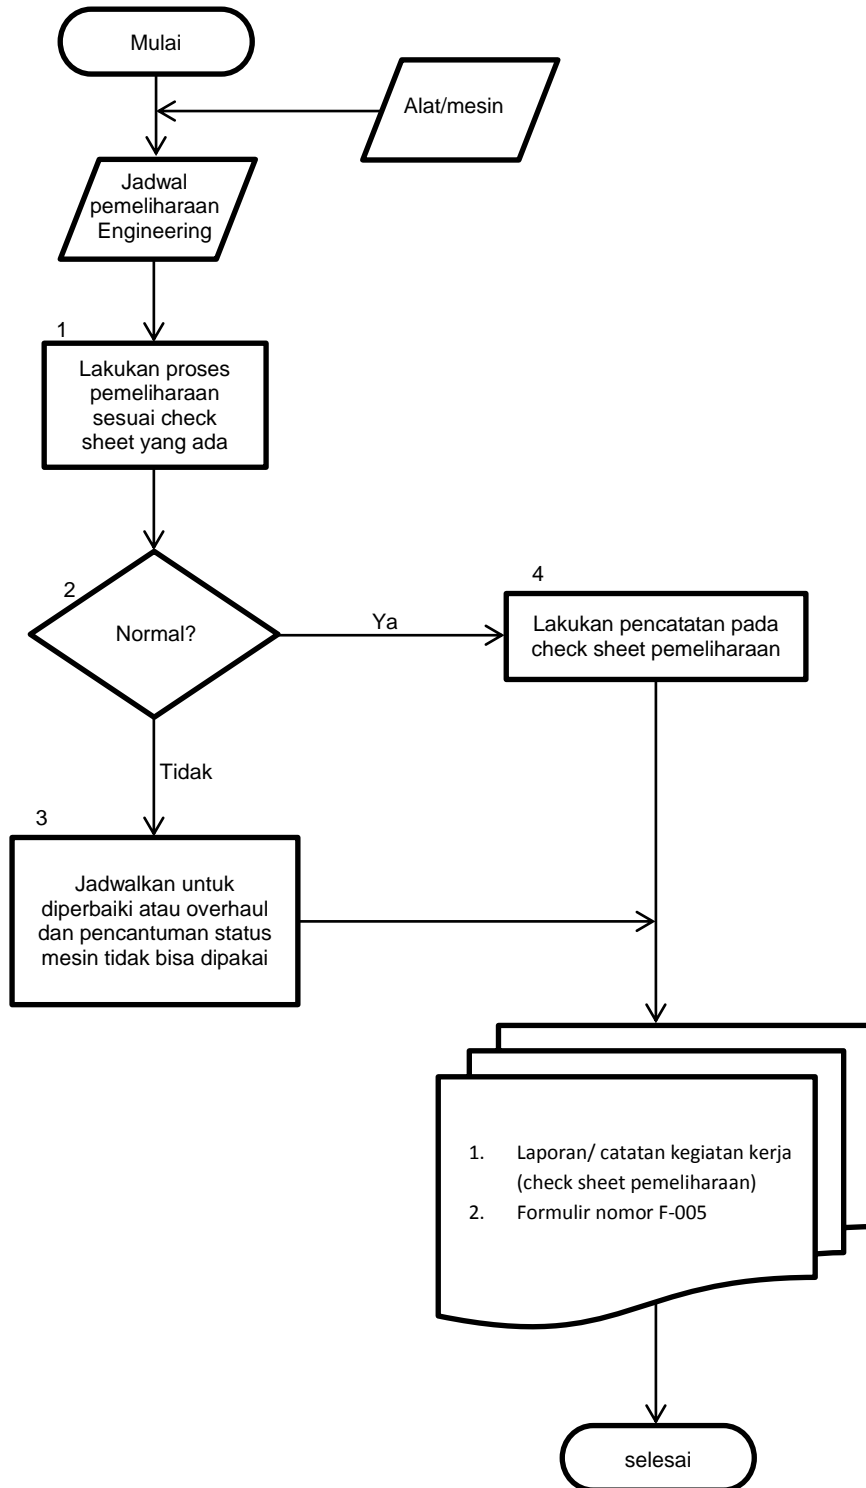 Mulai
Alat/mesin
Jadwal
pemeliharaan
Engineering
1
Lakukan proses
pemeliharaan
sesuai check
sheet yang ada
2
Normal?
Ya
4
Lakukan pencatatan pada
check sheet pemeliharaan
Tidak
3
Jadwalkan untuk
diperbaiki atau overhaul
dan pencantuman status
mesin tidak bisa dipakai
1. Laporan/ catatan kegiatan kerja
(check sheet pemeliharaan)
2. Formulir nomor F-005
selesai